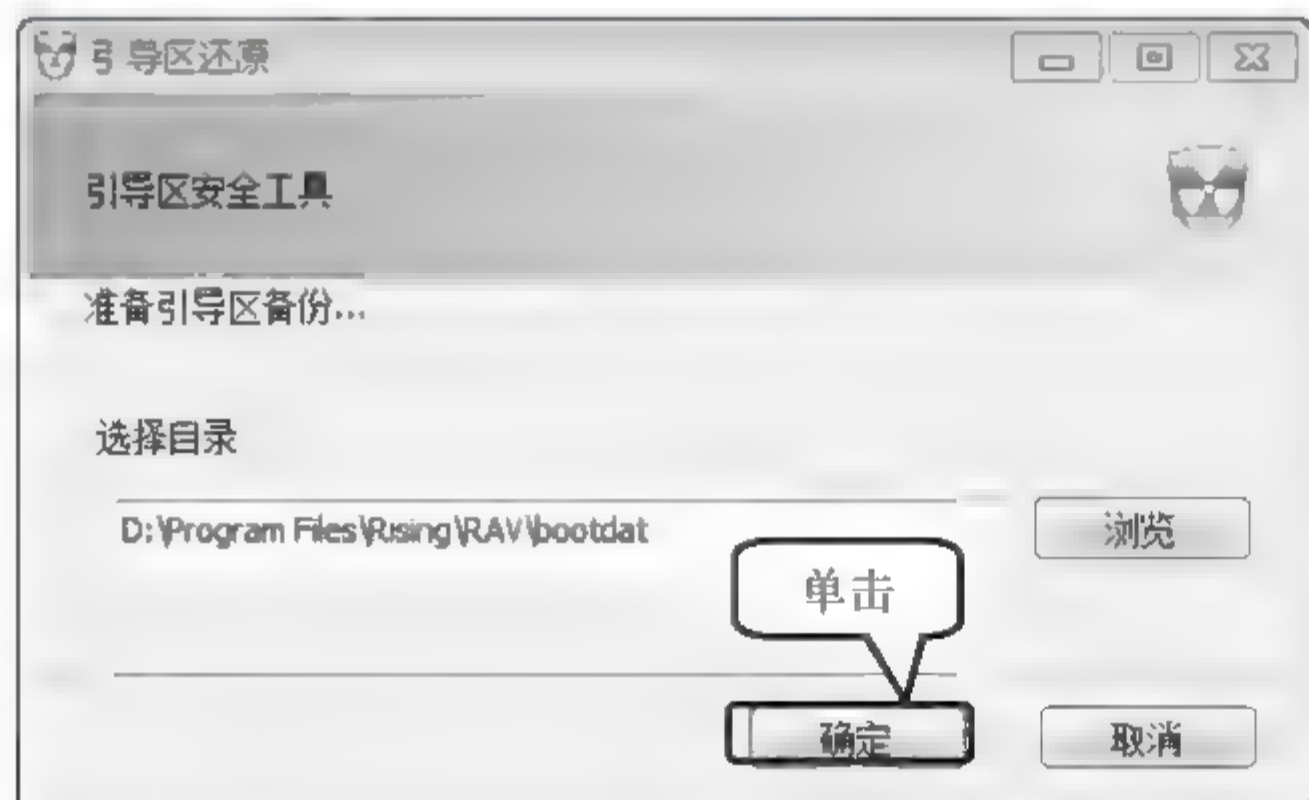 引导区还原
引导区安全工具
准备引导区备份...
选择目录
D:\Program Files\Rising\RAV\bootdat
浏览
单击
确定
取消